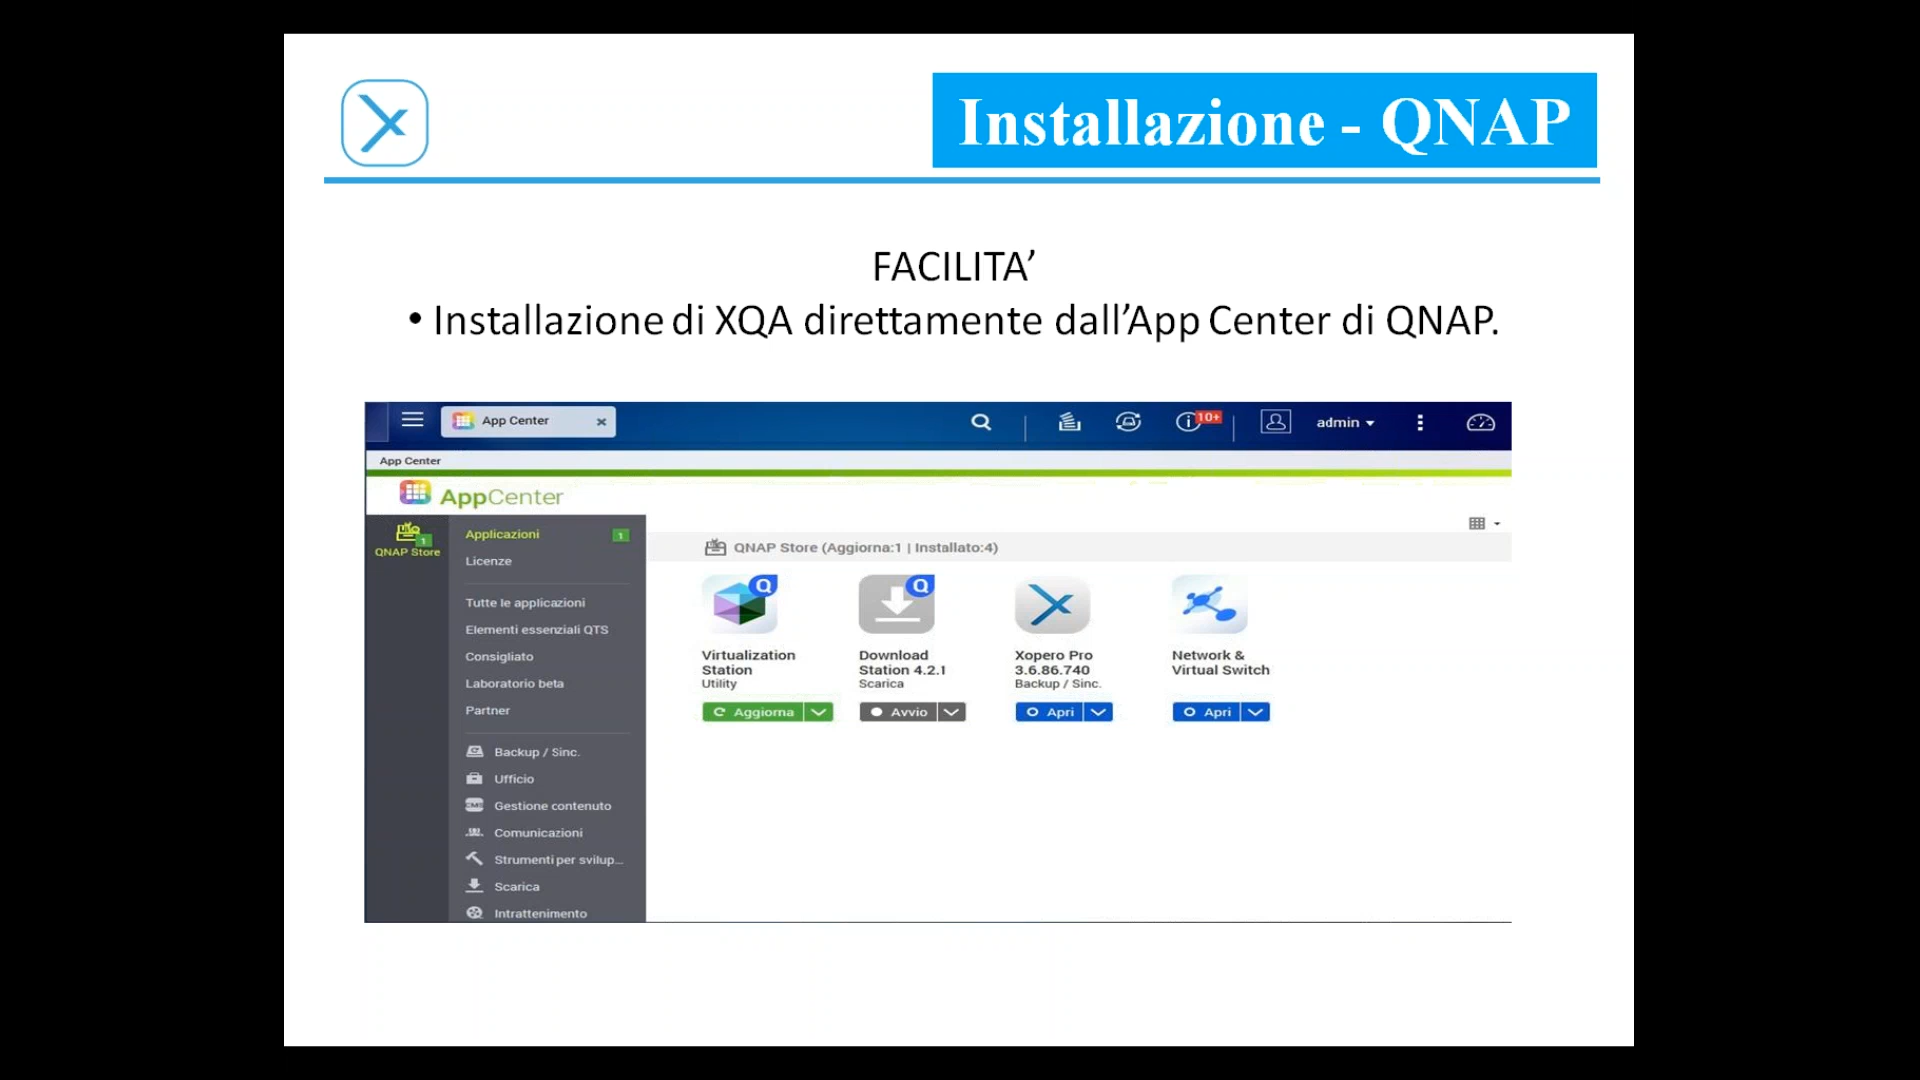 Installazione - QNAP
FACILITA’
• Installazione di XQA direttamente dall’App Center di QNAP.
App Center
10+
admin
App Center
AppCenter
1
QNAP Store
Applicazioni 1
Licenze
Tutte le applicazioni
Elementi essenziali QTS
Consigliato
Laboratorio beta
Partner
Backup / Sinc.
Ufficio
CMS Gestione contenuto
Comunicazioni
Strumenti per svilup...
Scarica
Intrattenimento
QNAP Store (Aggiorna:1 | Installato:4)
Q
Virtualization
Station
Utility
Aggiorna
Q
Download
Station 4.2.1
Scarica
Avvio
Xopero Pro
3.6.86.740
Backup / Sinc.
Apri
Network &
Virtual Switch
Apri